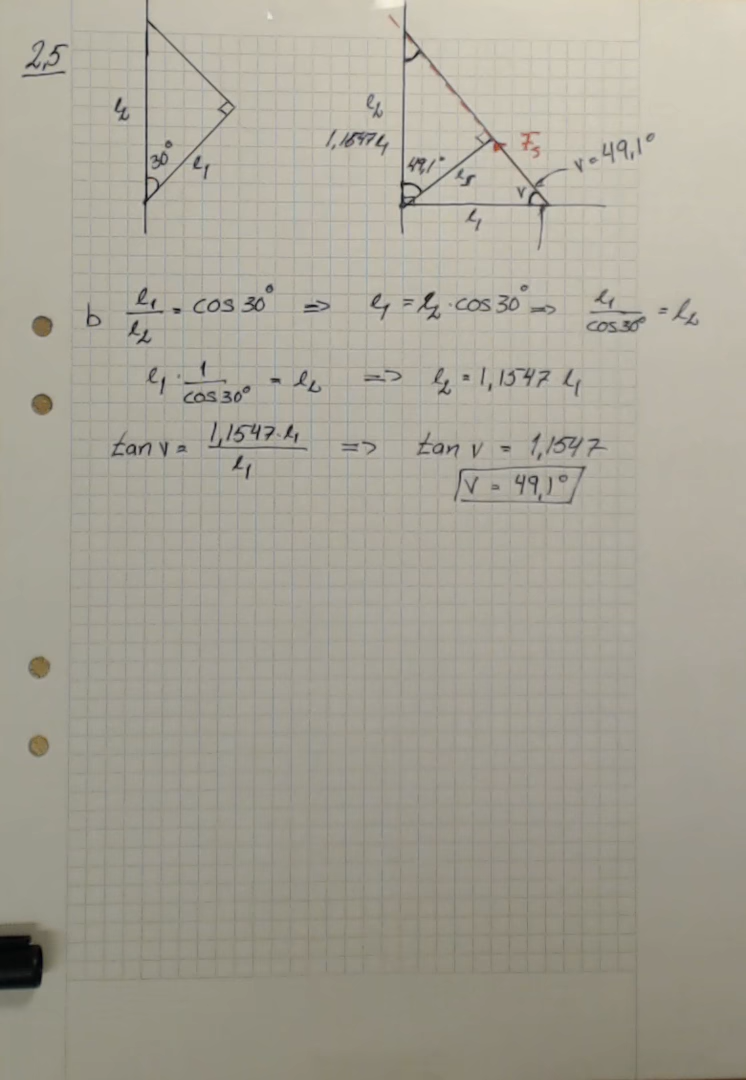 2,5
l₂
30°
l₁
l₂
1,1547 l₁
49,1°
l₅
l₁
F₅
v
v = 49,1°
b l₁/l₂ = cos 30° => l₁ = l₂ · cos 30° => l₁/cos 30° = l₂
l₁ · 1/cos 30° = l₂ => l₂ = 1,1547 l₁
tan v = 1,1547·l₁/l₁ => tan v = 1,1547
v = 49,1°